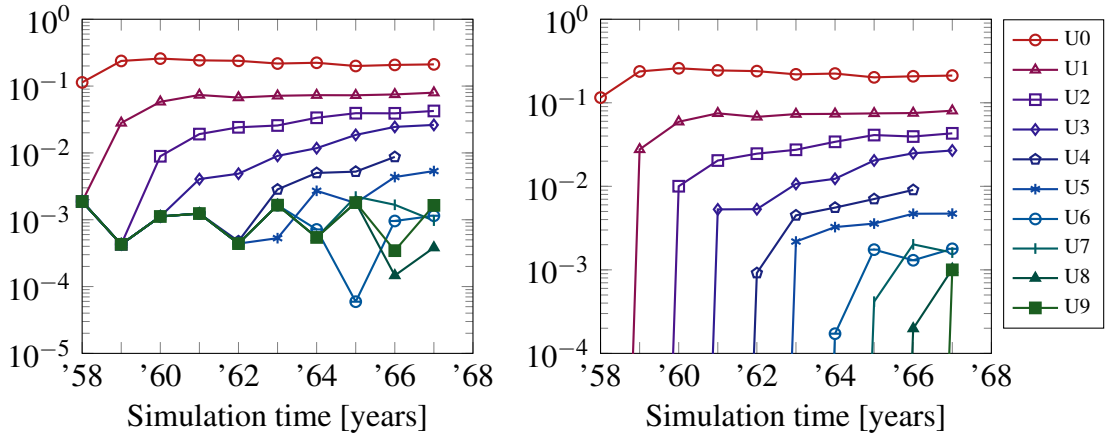 10^0
10^−1
10^−2
10^−3
10^−4
10^−5
’58 ’60 ’62 ’64 ’66 ’68
Simulation time [years]
10^0
10^−1
10^−2
10^−3
10^−4
’58 ’60 ’62 ’64 ’66 ’68
Simulation time [years]
U0
U1
U2
U3
U4
U5
U6
U7
U8
U9